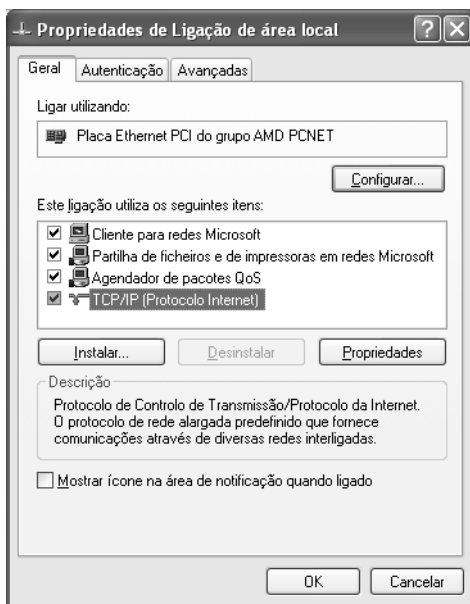 Propriedades de Ligação de área local
Geral
Autenticação
Avançadas
Ligar utilizando:
Placa Ethernet PCI do grupo AMD PCNET
Configurar...
Este ligação utiliza os seguintes itens:
Cliente para redes Microsoft
Partilha de ficheiros e de impressoras em redes Microsoft
Agendador de pacotes QoS
TCP/IP (Protocolo Internet)
Instalar...
Desinstalar
Propriedades
Descrição
Protocolo de Controlo de Transmissão/Protocolo da Internet.
O protocolo de rede alargada predefinido que fornece
comunicações através de diversas redes interligadas.
Mostrar ícone na área de notificação quando ligado
OK
Cancelar